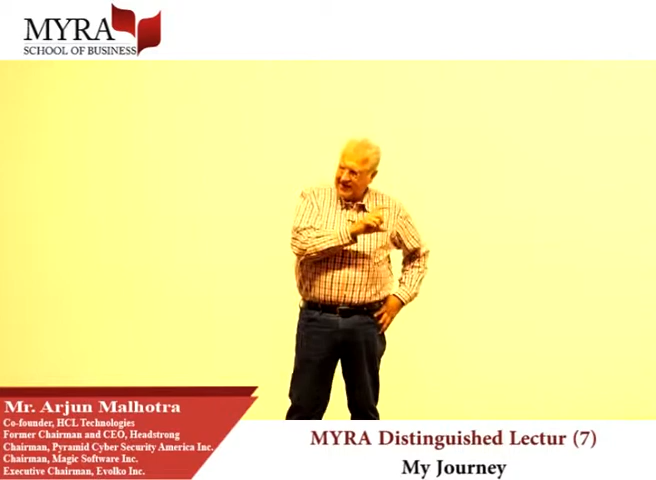 MYRA
SCHOOL OF BUSINESS
Mr. Arjun Malhotra
Co-founder, HCL Technologies
Former Chairman and CEO, Headstrong
Chairman, Pyramid Cyber Security America Inc.
Chairman, Magic Software Inc.
Executive Chairman, Evolko Inc.
MYRA Distinguished Lectur (7)
My Journey